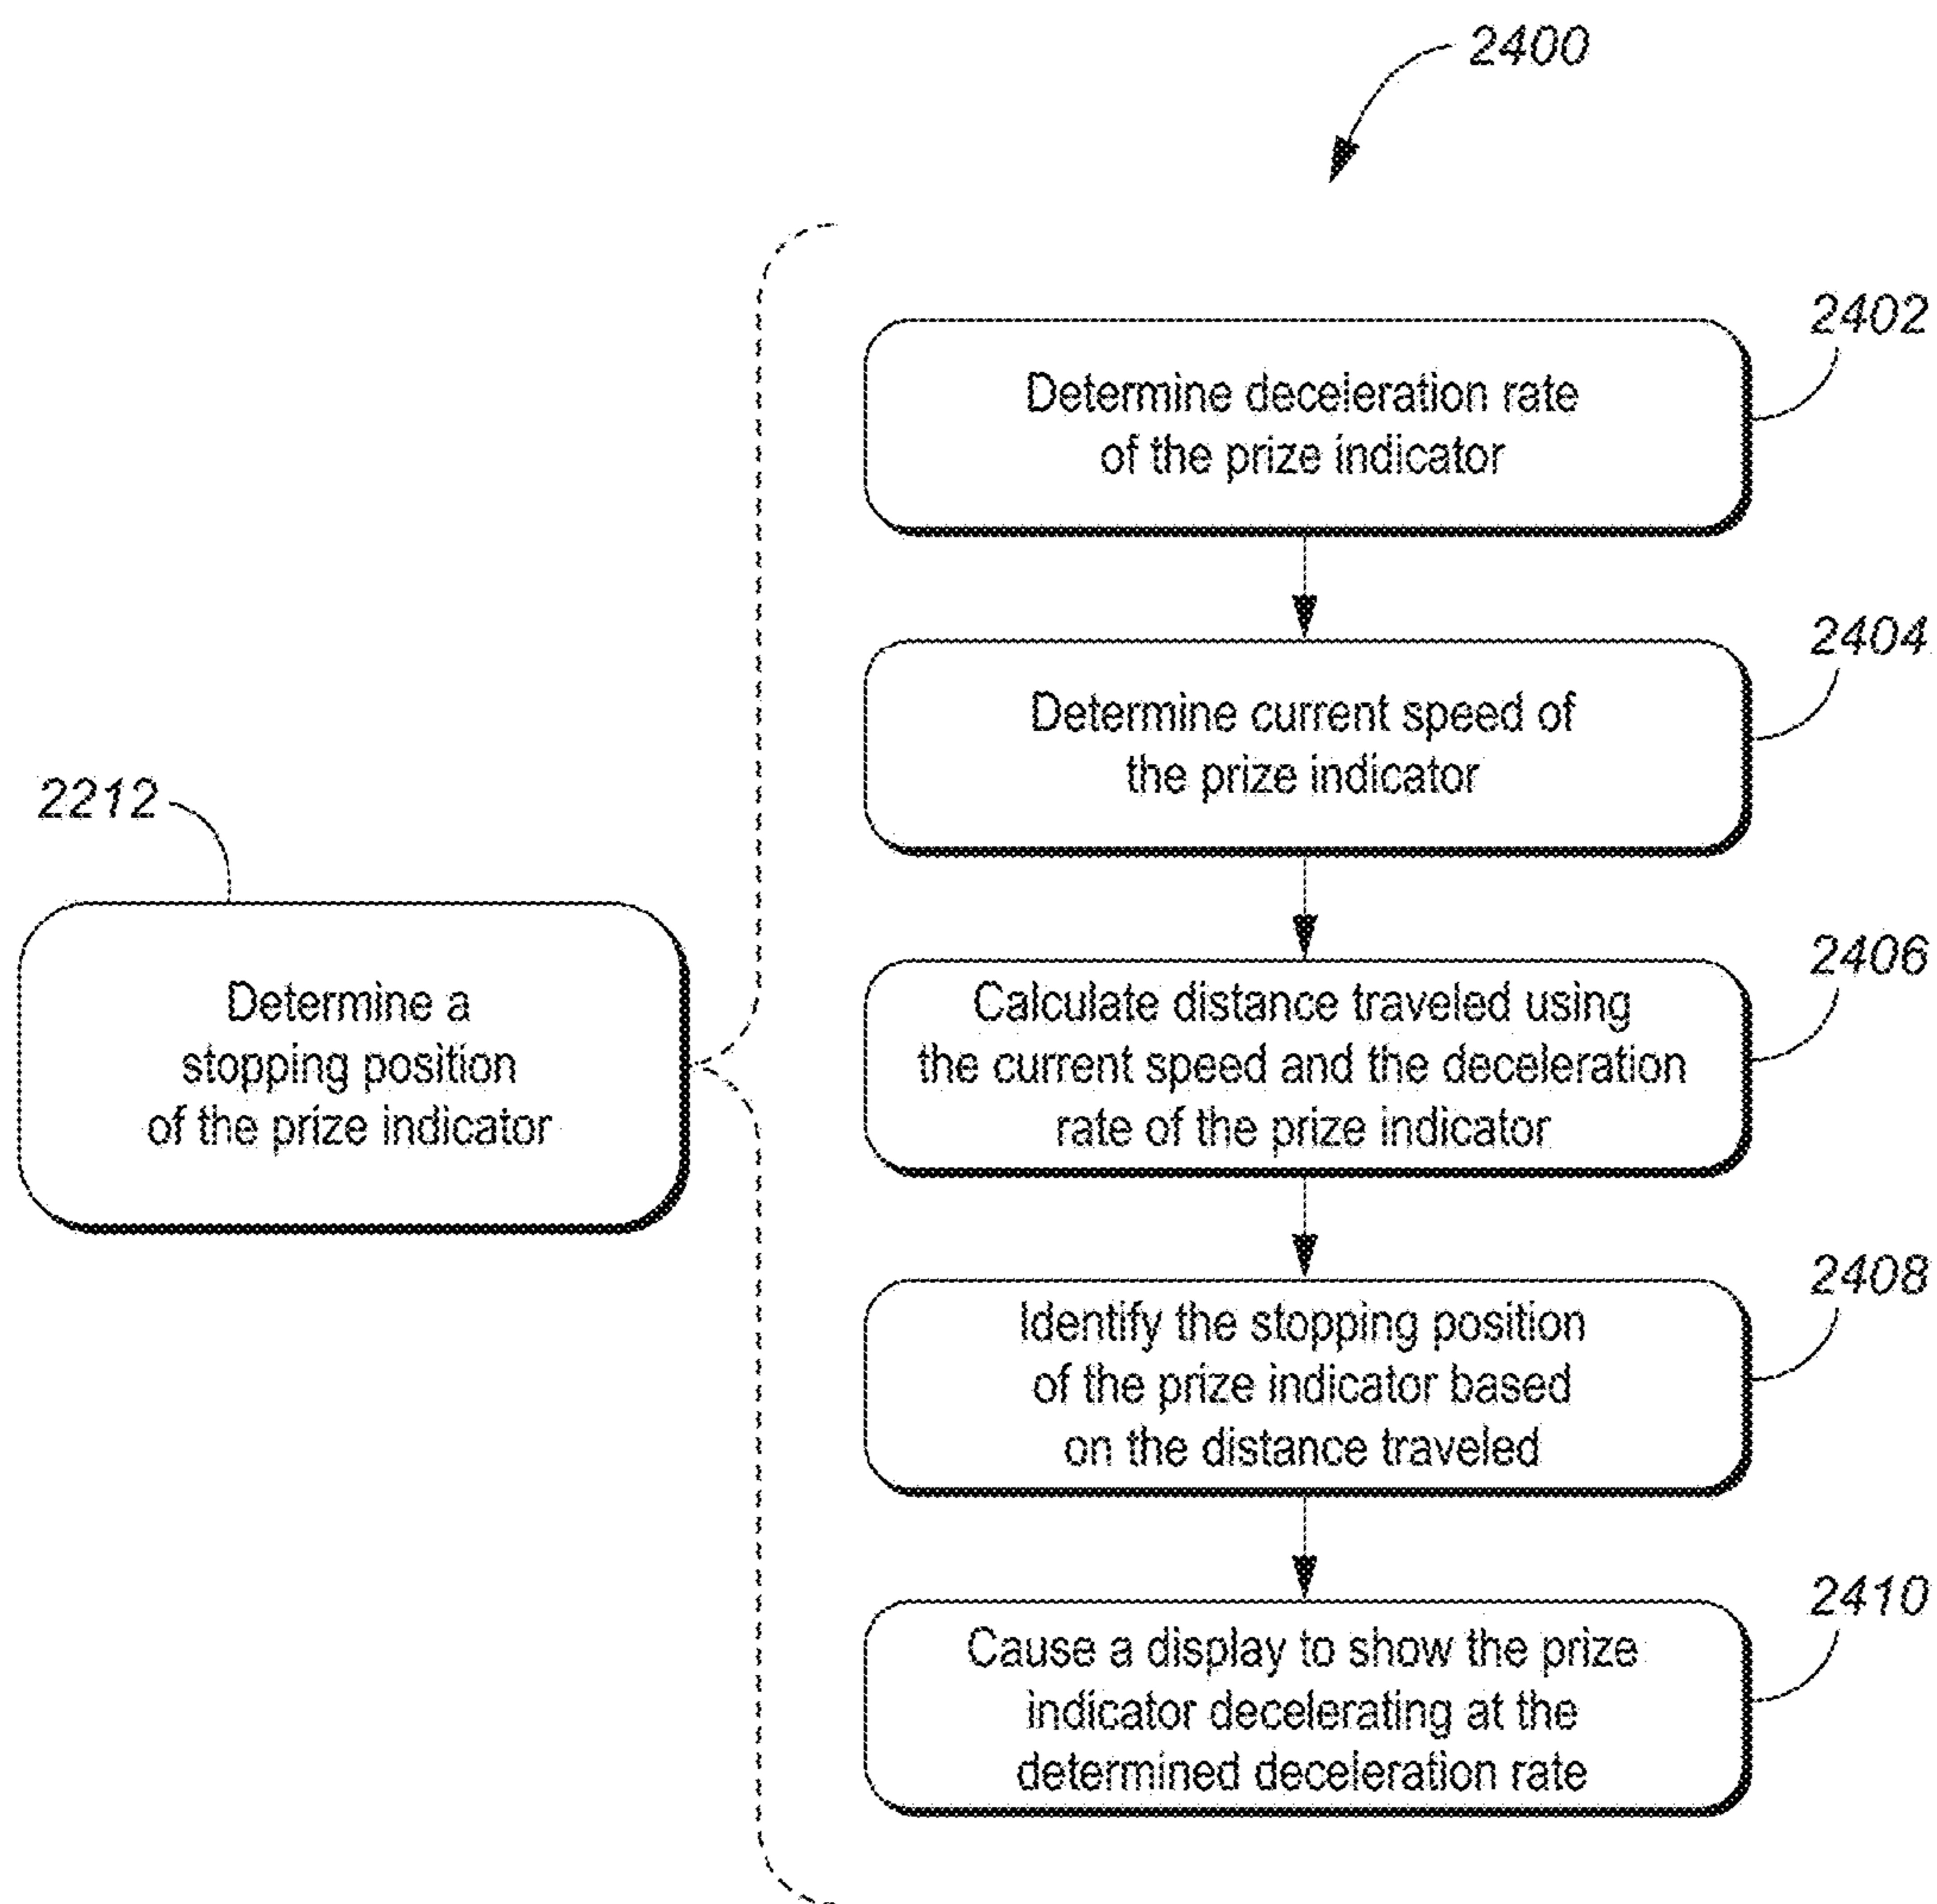 2400
2402
Determine deceleration rate
of the prize indicator
2404
Determine current speed of
the prize indicator
2212
Determine a
stopping position
of the prize indicator
2406
Calculate distance traveled using
the current speed and the deceleration
rate of the prize indicator
2408
Identify the stopping position
of the prize indicator based
on the distance traveled
2410
Cause a display to show the prize
indicator decelerating at the
determined deceleration rate